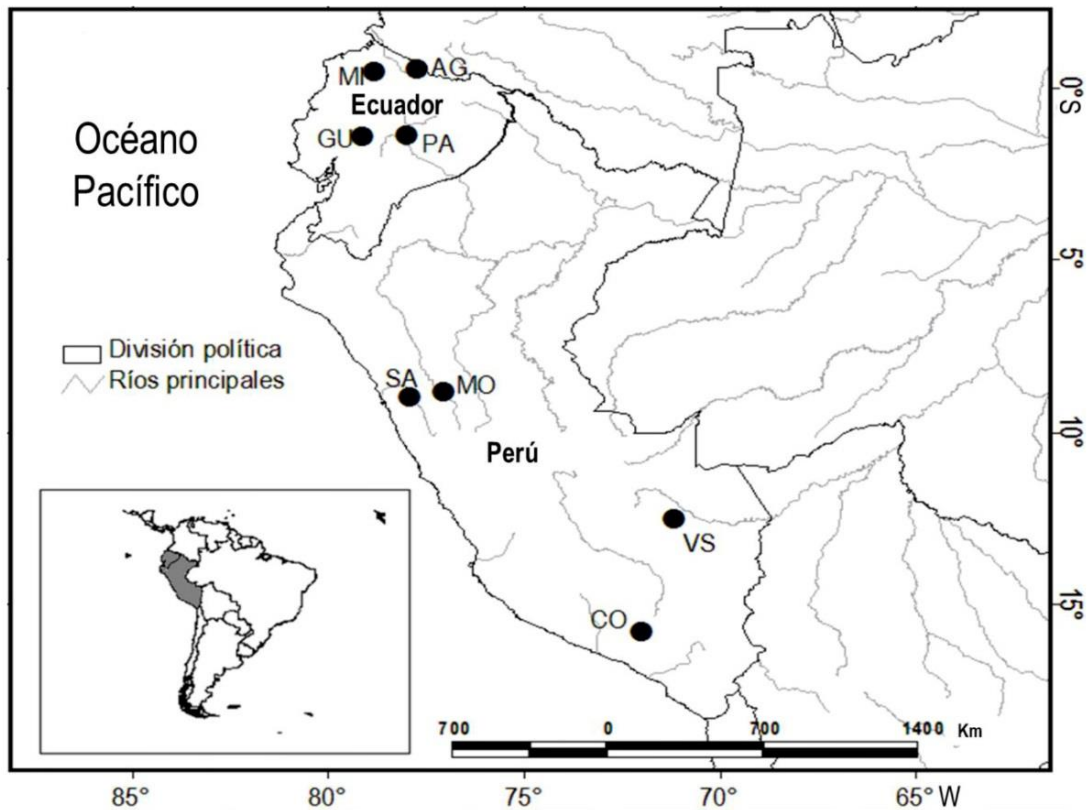 MI
AG
Ecuador
GU
PA
Océano
Pacífico
0°S
5°
División política
Ríos principales
SA
MO
10°
Perú
VS
CO
15°
700 0 700 1400 Km
85° 80° 75° 70° 65° W